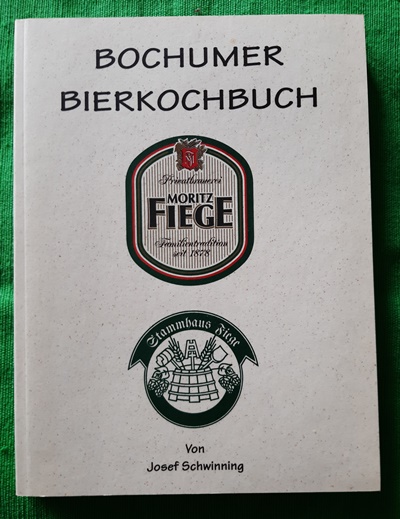 BOCHUMER
BIERKOCHBUCH
Privatbrauerei
MORITZ
FIEGE
Familientradition
seit 1878
Stammhaus Fiege
Von
Josef Schwinning